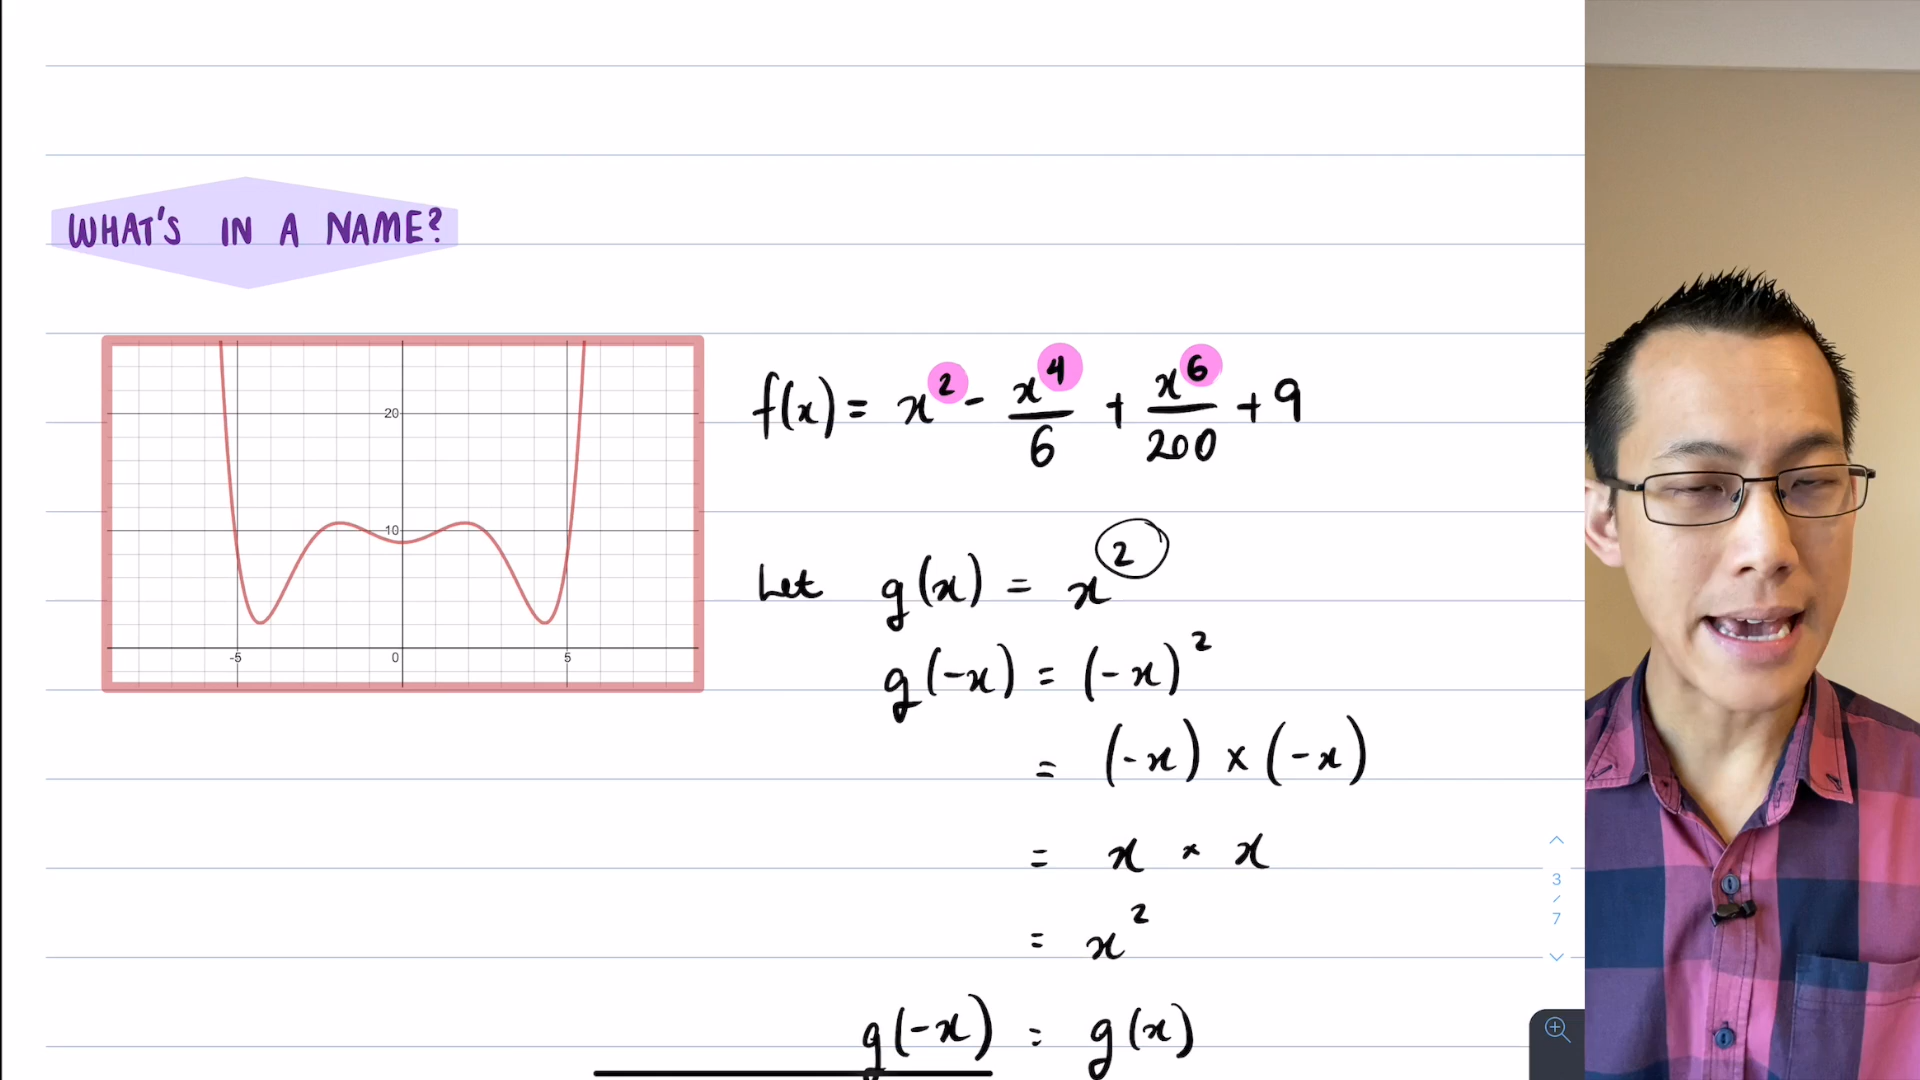 WHAT'S IN A NAME?
20
10
-5 0 5
f(x) = x² - x⁴/6 + x⁶/200 + 9
Let g(x) = x²
g(-x) = (-x)²
= (-x) × (-x)
= x × x
= x²
g(-x) = g(x)
3 / 7